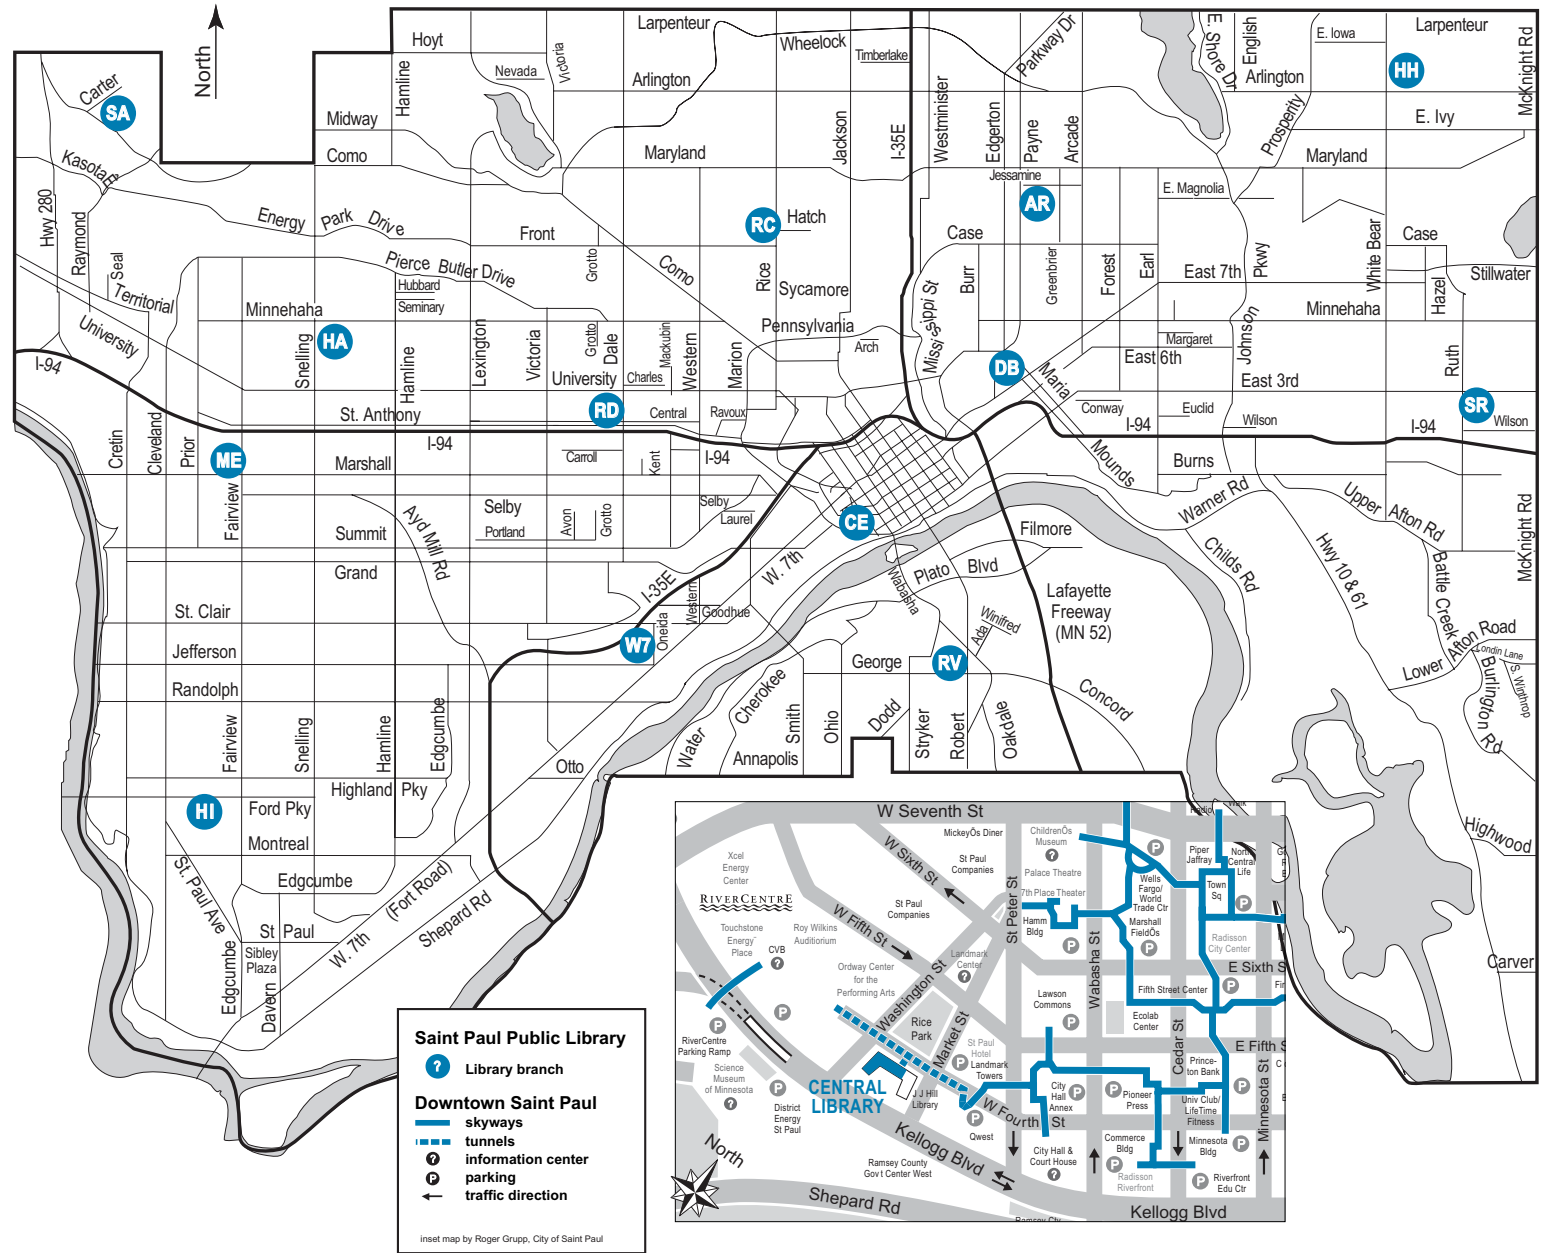 North
Hoyt
Larpenteur
Wheelock
Timberlake
Parkway Dr
E. Shore Dr
English
E. Iowa
Larpenteur
McKnight Rd
Carter
SA
Hamline
Nevada
Victoria
Arlington
Arlington
HH
Midway
Como
Maryland
Jackson
I-35E
Westminister
Edgerton
Payne
Arcade
Prosperity
E. Ivy
Maryland
Kasota
Hwy 280
Raymond
Energy Park Drive
Front
Grotto
RC
Hatch
Jessamine
AR
E. Magnolia
Case
Case
Seal
Territorial
Pierce Butler Drive
Hubbard
Seminary
Como
Rice
Sycamore
Mississippi St
Burr
Greenbrier
Forest
Earl
East 7th
Pkwy
White Bear
Hazel
Stillwater
Minnehaha
Minnehaha
University
HA
Pennsylvania
Arch
Margaret
East 6th
Johnson
Ruth
I-94
Snelling
Hamline
Lexington
Victoria
Grotto
Dale
Mackubin
Western
Marion
University
Charles
DB
Maria
East 3rd
St. Anthony
RD
Central
Ravoux
Conway
Euclid
I-94
Wilson
I-94
SR
Wilson
Cretin
Cleveland
Prior
ME
I-94
Marshall
Carroll
Kent
I-94
Mounds
Burns
Fairview
Ayd Mill Rd
Selby
Portland
Avon
Grotto
Selby
Laurel
CE
Warner Rd
Upper Afton Rd
McKnight Rd
Summit
Grand
I-35E
W. 7th
Filmore
Plato Blvd
Wabasha
Childs Rd
Hwy 10 & 61
Battle Creek
St. Clair
Western
Goodhue
Lafayette
Freeway
(MN 52)
Winifred
Ada
Jefferson
W7
Oneida
George
RV
Lower Afton Road
Londin Lane
Burlington Rd
S. Winthrop
Randolph
Cherokee
Concord
Fairview
Snelling
Hamline
Edgcumbe
Water
Smith
Ohio
Dodd
Stryker
Robert
Oakdale
Annapolis
Otto
Highland Pky
HI
Ford Pky
Montreal
Highwood
St. Paul Ave
Edgcumbe
(Fort Road)
St Paul
W. 7th
Shepard Rd
Edgcumbe
Sibley
Plaza
Davern
Carver
Saint Paul Public Library
?
Library branch
Downtown Saint Paul
skyways
tunnels
?
information center
P
parking
traffic direction
inset map by Roger Grupp, City of Saint Paul
W Seventh St
MickeyÕs Diner
ChildrenÕs
Museum
Radio
Walk
W Sixth St
St Paul
Companies
Palace Theatre
7th Place Theater
Piper
Jaffray
North
Central
Life
Xcel
Energy
Center
RIVERCENTRE
St Paul
Companies
St Peter St
Hamm
Bldg
Wells
Fargo/
World
Trade Ctr
Marshall
FieldÕs
Town
Sq
W Fifth St
Touchstone
Energy
Place
CVB
Roy Wilkins
Auditorium
Landmark
Center
Wabasha St
Radisson
City Center
Ordway Center
for the
Performing Arts
Washington St
E Sixth S
Lawson
Commons
Fifth Street Center
Rice
Park
Market St
Ecolab
Center
Cedar St
RiverCentre
Parking Ramp
St Paul
Hotel
Landmark
Towers
E Fifth S
Science
Museum
of Minnesota
CENTRAL
LIBRARY
J J Hill
Library
City
Hall
Annex
Pioneer
Press
Prince-
ton Bank
Univ Club/
LifeTime
Fitness
Minnesota St
District
Energy
St Paul
W Fourth St
Qwest
Kellogg Blvd
City Hall &
Court House
Commerce
Bldg
Minnesota
Bldg
Ramsey County
Gov't Center West
Radisson
Riverfront
Riverfront
Edu Ctr
North
Shepard Rd
Ramsey Cty
Kellogg Blvd